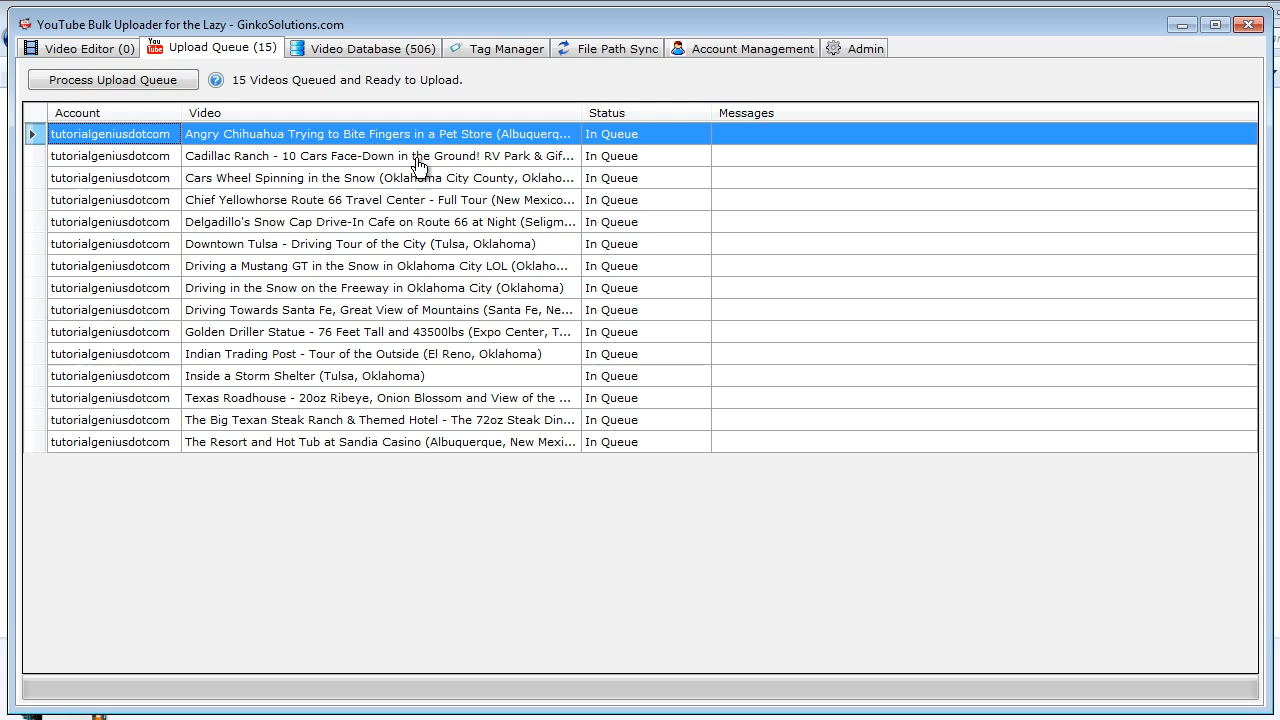 YouTube Bulk Uploader for the Lazy - GinkoSolutions.com
Video Editor (0) You Tube Upload Queue (15) Video Database (506) Tag Manager File Path Sync Account Management Admin
Process Upload Queue ? 15 Videos Queued and Ready to Upload.
Account Video Status Messages
tutorialgeniusdotcom Angry Chihuahua Trying to Bite Fingers in a Pet Store (Albuquerq... In Queue
tutorialgeniusdotcom Cadillac Ranch - 10 Cars Face-Down in the Ground! RV Park & Gif... In Queue
tutorialgeniusdotcom Cars Wheel Spinning in the Snow (Oklahoma City County, Oklaho... In Queue
tutorialgeniusdotcom Chief Yellowhorse Route 66 Travel Center - Full Tour (New Mexico... In Queue
tutorialgeniusdotcom Delgadillo's Snow Cap Drive-In Cafe on Route 66 at Night (Seligm... In Queue
tutorialgeniusdotcom Downtown Tulsa - Driving Tour of the City (Tulsa, Oklahoma) In Queue
tutorialgeniusdotcom Driving a Mustang GT in the Snow in Oklahoma City LOL (Oklaho... In Queue
tutorialgeniusdotcom Driving in the Snow on the Freeway in Oklahoma City (Oklahoma) In Queue
tutorialgeniusdotcom Driving Towards Santa Fe, Great View of Mountains (Santa Fe, Ne... In Queue
tutorialgeniusdotcom Golden Driller Statue - 76 Feet Tall and 43500lbs (Expo Center, T... In Queue
tutorialgeniusdotcom Indian Trading Post - Tour of the Outside (El Reno, Oklahoma) In Queue
tutorialgeniusdotcom Inside a Storm Shelter (Tulsa, Oklahoma) In Queue
tutorialgeniusdotcom Texas Roadhouse - 20oz Ribeye, Onion Blossom and View of the ... In Queue
tutorialgeniusdotcom The Big Texan Steak Ranch & Themed Hotel - The 72oz Steak Din... In Queue
tutorialgeniusdotcom The Resort and Hot Tub at Sandia Casino (Albuquerque, New Mexi... In Queue